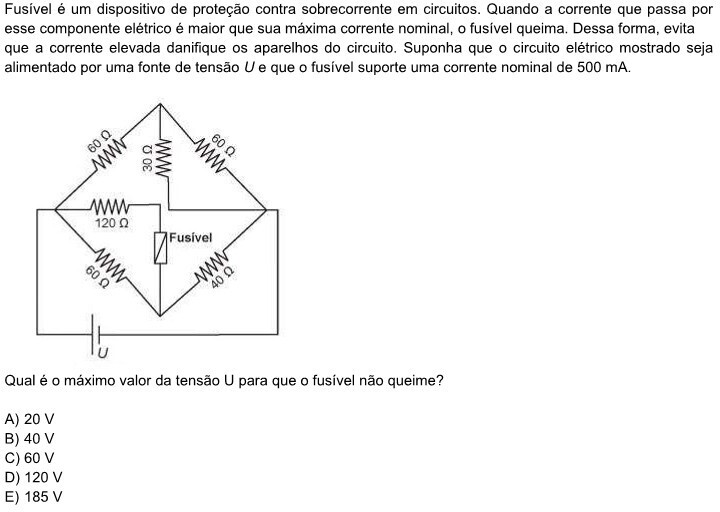 Fusível é um dispositivo de proteção contra sobrecorrente em circuitos. Quando a corrente que passa por
esse componente elétrico é maior que sua máxima corrente nominal, o fusível queima. Dessa forma, evita
que a corrente elevada danifique os aparelhos do circuito. Suponha que o circuito elétrico mostrado seja
alimentado por uma fonte de tensão U e que o fusível suporte uma corrente nominal de 500 mA.
60 Ω
30 Ω
60 Ω
120 Ω
Fusível
60 Ω
40 Ω
U
Qual é o máximo valor da tensão U para que o fusível não queime?
A) 20 V
B) 40 V
C) 60 V
D) 120 V
E) 185 V